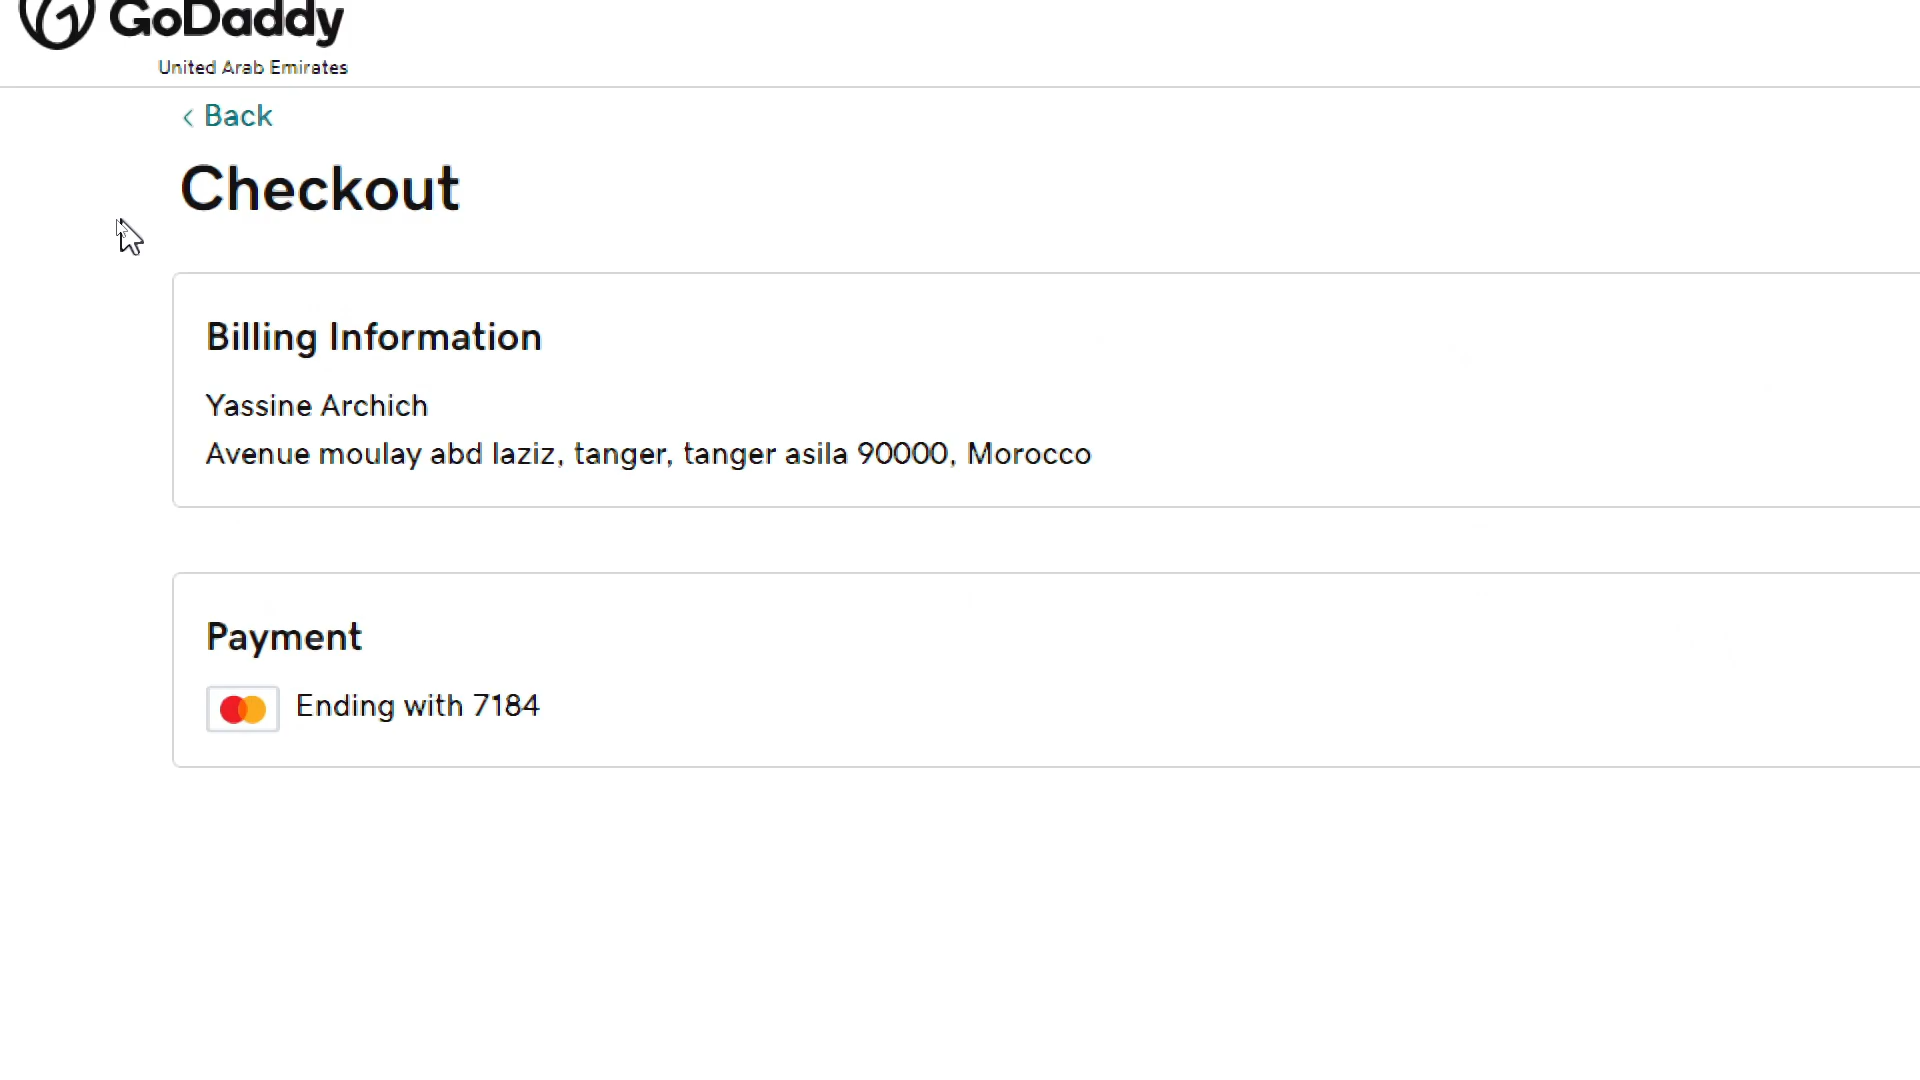 GoDaddy
United Arab Emirates
Back
Checkout
Billing Information
Yassine Archich
Avenue moulay abd laziz, tanger, tanger asila 90000, Morocco
Payment
Ending with 7184